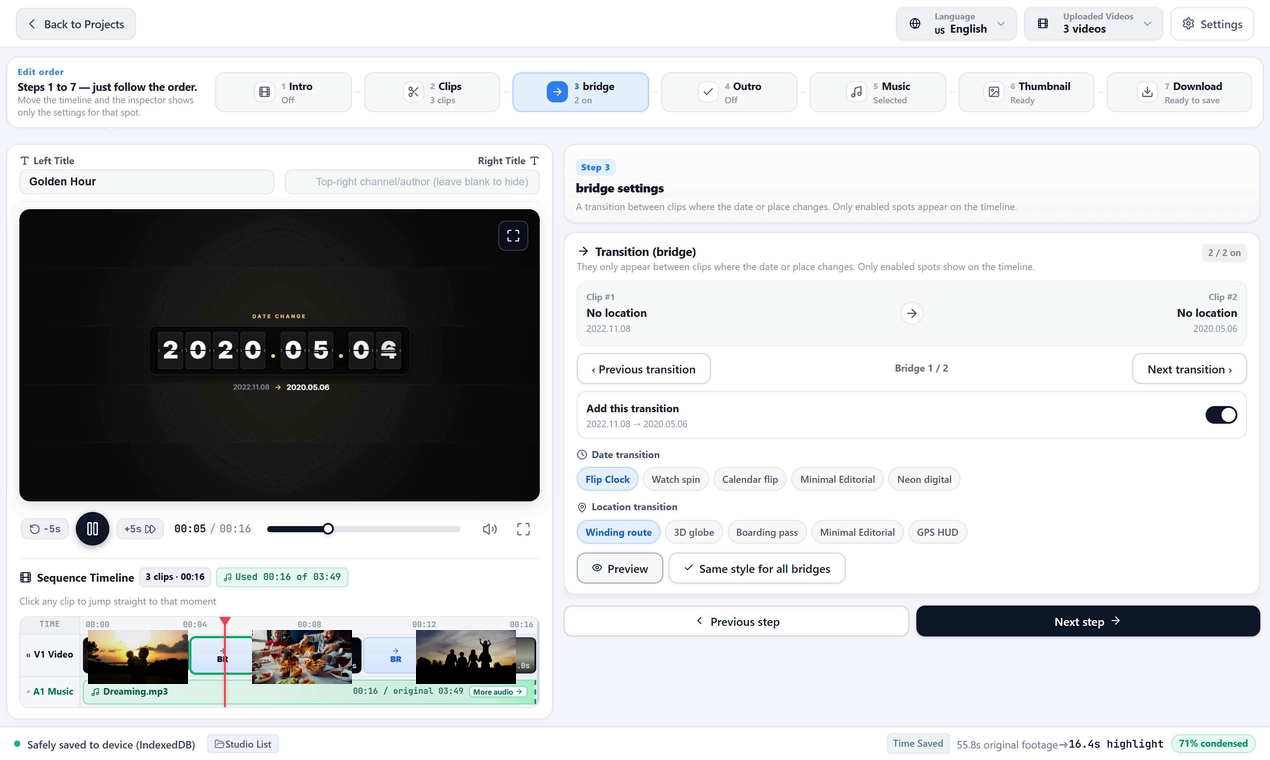 Back to Projects
Language
US English
Uploaded Videos
3 videos
Settings
Edit order
Steps 1 to 7 — just follow the order.
Move the timeline and the inspector shows
only the settings for that spot.
1 Intro
Off
2 Clips
3 clips
3 bridge
2 on
4 Outro
Off
5 Music
Selected
6 Thumbnail
Ready
7 Download
Ready to save
Left Title
Right Title
Golden Hour
Top-right channel/author (leave blank to hide)
DATE CHANGE
2020.05.06
2022.11.08 → 2020.05.06
-5s
+5s
00:05 / 00:16
Sequence Timeline
3 clips · 00:16
Used 00:16 of 03:49
Click any clip to jump straight to that moment
TIME
00:00
00:04
00:08
00:12
00:16
V1 Video
BR
s
BR
.0s
A1 Music
Dreaming.mp3
00:16 / original 03:49
More audio →
Step 3
bridge settings
A transition between clips where the date or place changes. Only enabled spots appear on the timeline.
→ Transition (bridge)
2 / 2 on
They only appear between clips where the date or place changes. Only enabled spots show on the timeline.
Clip #1
No location
2022.11.08
→
Clip #2
No location
2020.05.06
‹ Previous transition
Bridge 1 / 2
Next transition ›
Add this transition
2022.11.08 → 2020.05.06
Date transition
Flip Clock
Watch spin
Calendar flip
Minimal Editorial
Neon digital
Location transition
Winding route
3D globe
Boarding pass
Minimal Editorial
GPS HUD
Preview
Same style for all bridges
Previous step
Next step →
Safely saved to device (IndexedDB)
Studio List
Time Saved
55.8s original footage→16.4s highlight
71% condensed